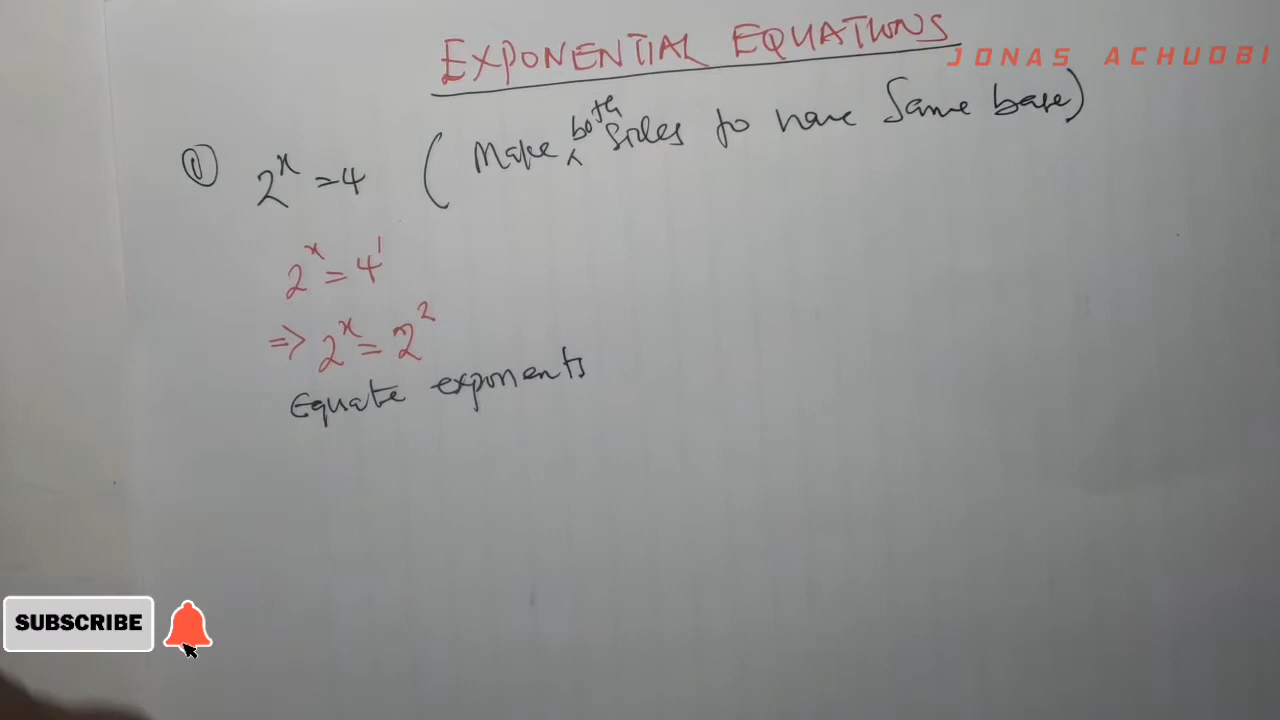 EXPONENTIAL EQUATIONS
JONAS ACHUOBI
① 2^x = 4 (Make both sides to have same base)
2^x = 4^1
⇒ 2^x = 2^2
Equate exponents
SUBSCRIBE